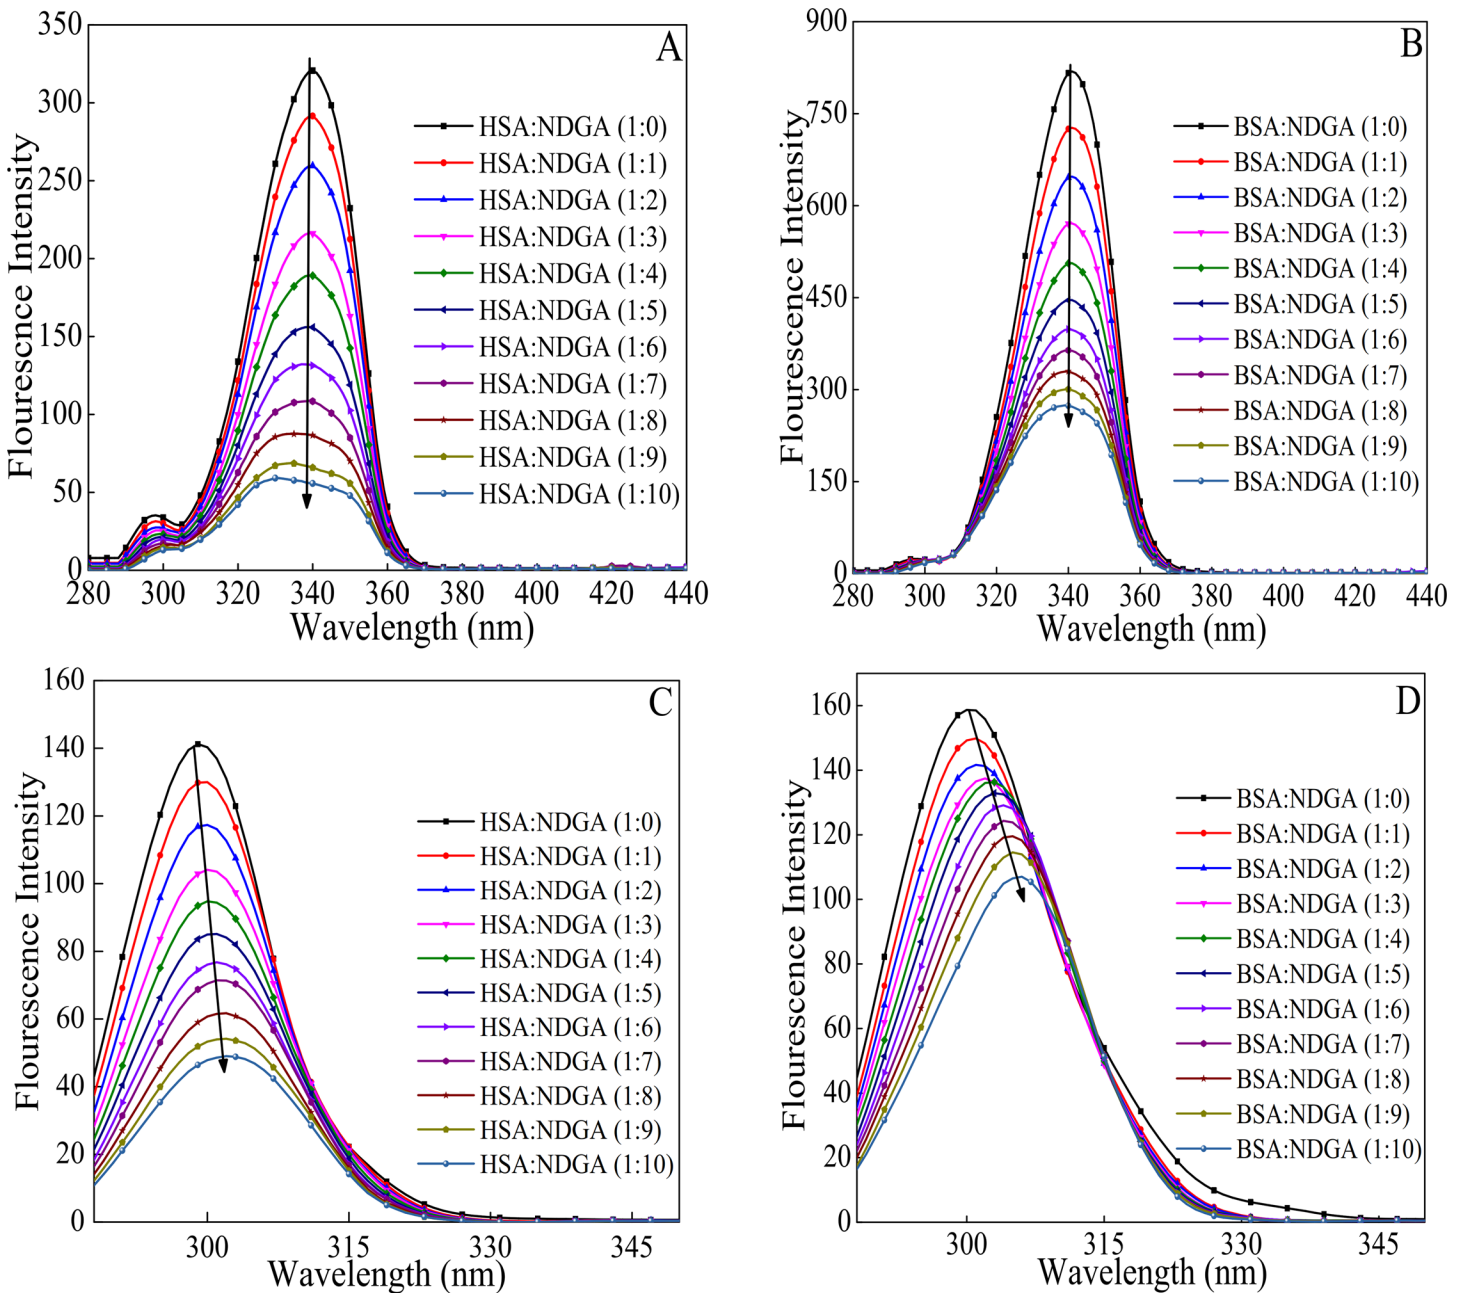 A
Flourescence Intensity
350
300
250
200
150
100
50
0
280 300 320 340 360 380 400 420 440
Wavelength (nm)
HSA:NDGA (1:0)
HSA:NDGA (1:1)
HSA:NDGA (1:2)
HSA:NDGA (1:3)
HSA:NDGA (1:4)
HSA:NDGA (1:5)
HSA:NDGA (1:6)
HSA:NDGA (1:7)
HSA:NDGA (1:8)
HSA:NDGA (1:9)
HSA:NDGA (1:10)
B
Flourescence Intensity
900
750
600
450
300
150
0
280 300 320 340 360 380 400 420 440
Wavelength (nm)
BSA:NDGA (1:0)
BSA:NDGA (1:1)
BSA:NDGA (1:2)
BSA:NDGA (1:3)
BSA:NDGA (1:4)
BSA:NDGA (1:5)
BSA:NDGA (1:6)
BSA:NDGA (1:7)
BSA:NDGA (1:8)
BSA:NDGA (1:9)
BSA:NDGA (1:10)
C
Flourescence Intensity
160
140
120
100
80
60
40
20
0
300 315 330 345
Wavelength (nm)
HSA:NDGA (1:0)
HSA:NDGA (1:1)
HSA:NDGA (1:2)
HSA:NDGA (1:3)
HSA:NDGA (1:4)
HSA:NDGA (1:5)
HSA:NDGA (1:6)
HSA:NDGA (1:7)
HSA:NDGA (1:8)
HSA:NDGA (1:9)
HSA:NDGA (1:10)
D
Flourescence Intensity
160
140
120
100
80
60
40
20
0
300 315 330 345
Wavelength (nm)
BSA:NDGA (1:0)
BSA:NDGA (1:1)
BSA:NDGA (1:2)
BSA:NDGA (1:3)
BSA:NDGA (1:4)
BSA:NDGA (1:5)
BSA:NDGA (1:6)
BSA:NDGA (1:7)
BSA:NDGA (1:8)
BSA:NDGA (1:9)
BSA:NDGA (1:10)